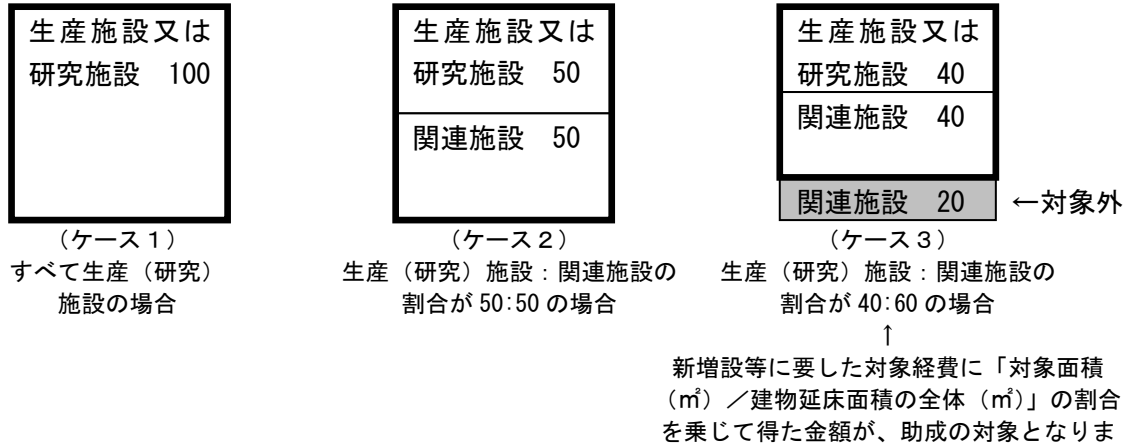 生産施設又は
研究施設 100
生産施設又は
研究施設 50
関連施設 50
生産施設又は
研究施設 40
関連施設 40
関連施設 20
←対象外
（ケース１）
すべて生産（研究）
施設の場合
（ケース２）
生産（研究）施設：関連施設の
割合が 50:50 の場合
（ケース３）
生産（研究）施設：関連施設の
割合が 40:60 の場合
↑
新増設等に要した対象経費に「対象面積
（㎡）／建物延床面積の全体（㎡）」の割合
を乗じて得た金額が、助成の対象となりま